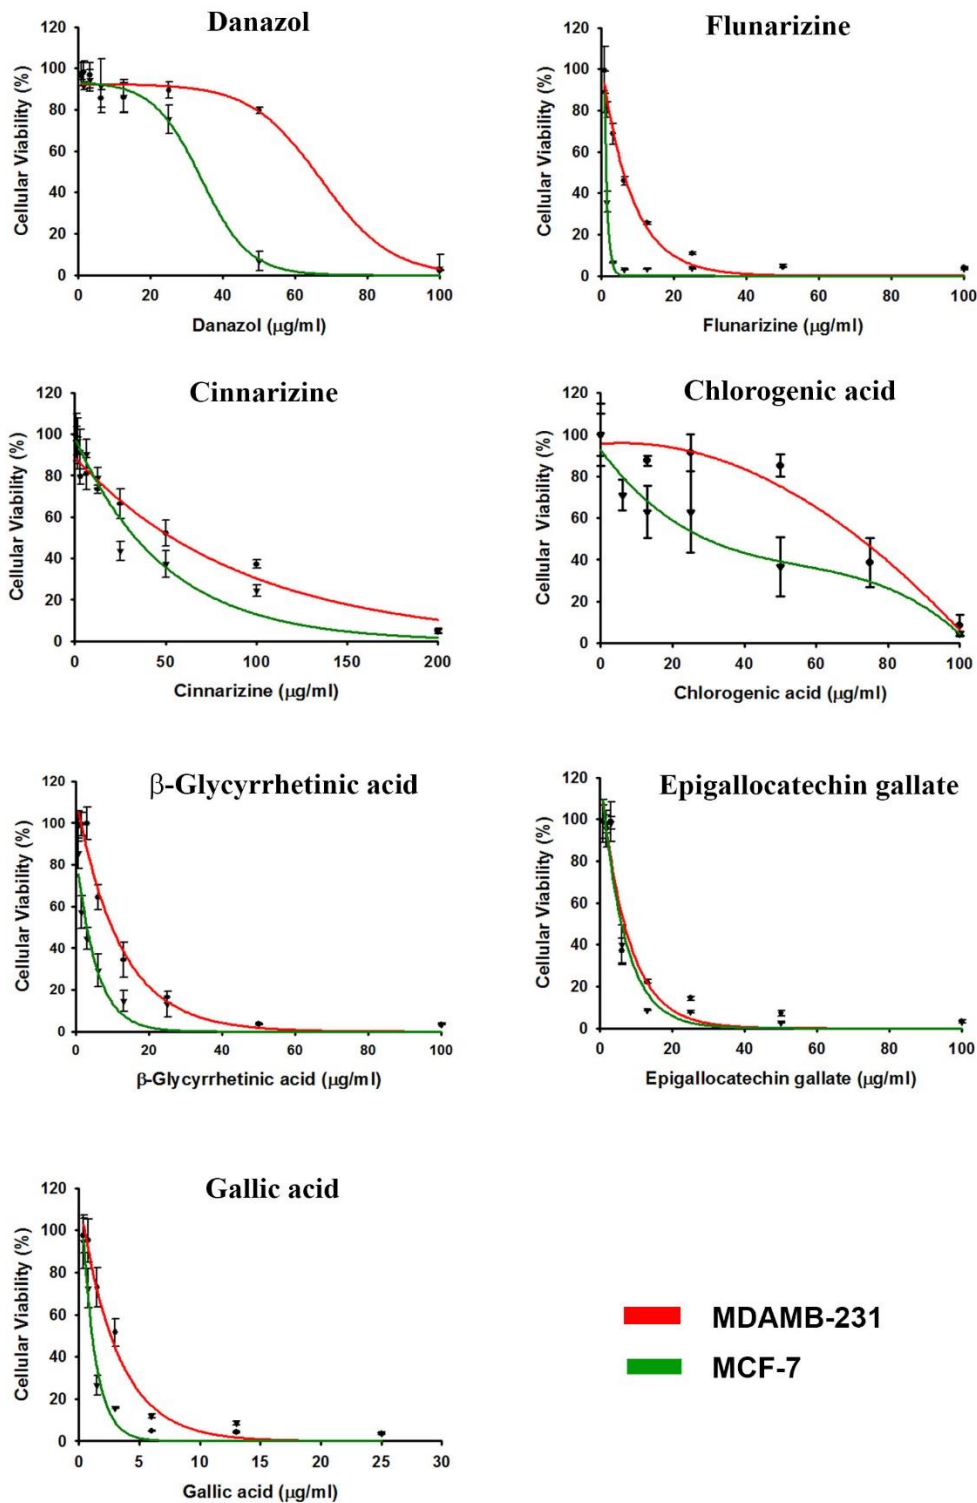 Danazol
Cellular Viability (%)
120
100
80
60
40
20
0
0 20 40 60 80 100
Danazol (µg/ml)
Flunarizine
Cellular Viability (%)
120
100
80
60
40
20
0
0 20 40 60 80 100
Flunarizine (µg/ml)
Cinnarizine
Cellular Viability (%)
120
100
80
60
40
20
0
0 50 100 150 200
Cinnarizine (µg/ml)
Chlorogenic acid
Cellular Viability (%)
120
100
80
60
40
20
0
0 20 40 60 80 100
Chlorogenic acid (µg/ml)
β-Glycyrrhetinic acid
Cellular Viability (%)
120
100
80
60
40
20
0
0 20 40 60 80 100
β-Glycyrrhetinic acid (µg/ml)
Epigallocatechin gallate
Cellular Viability (%)
120
100
80
60
40
20
0
0 20 40 60 80 100
Epigallocatechin gallate (µg/ml)
Gallic acid
Cellular Viability (%)
120
100
80
60
40
20
0
0 5 10 15 20 25 30
Gallic acid (µg/ml)
MDAMB-231
MCF-7